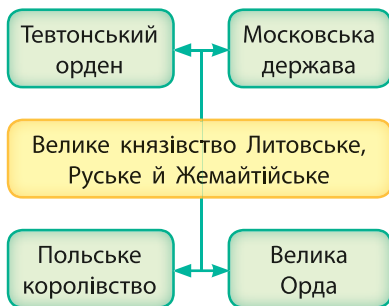 Тевтонський
орден
Московська
держава
Велике князівство Литовське,
Руське й Жемайтійське
Польське
королівство
Велика
Орда